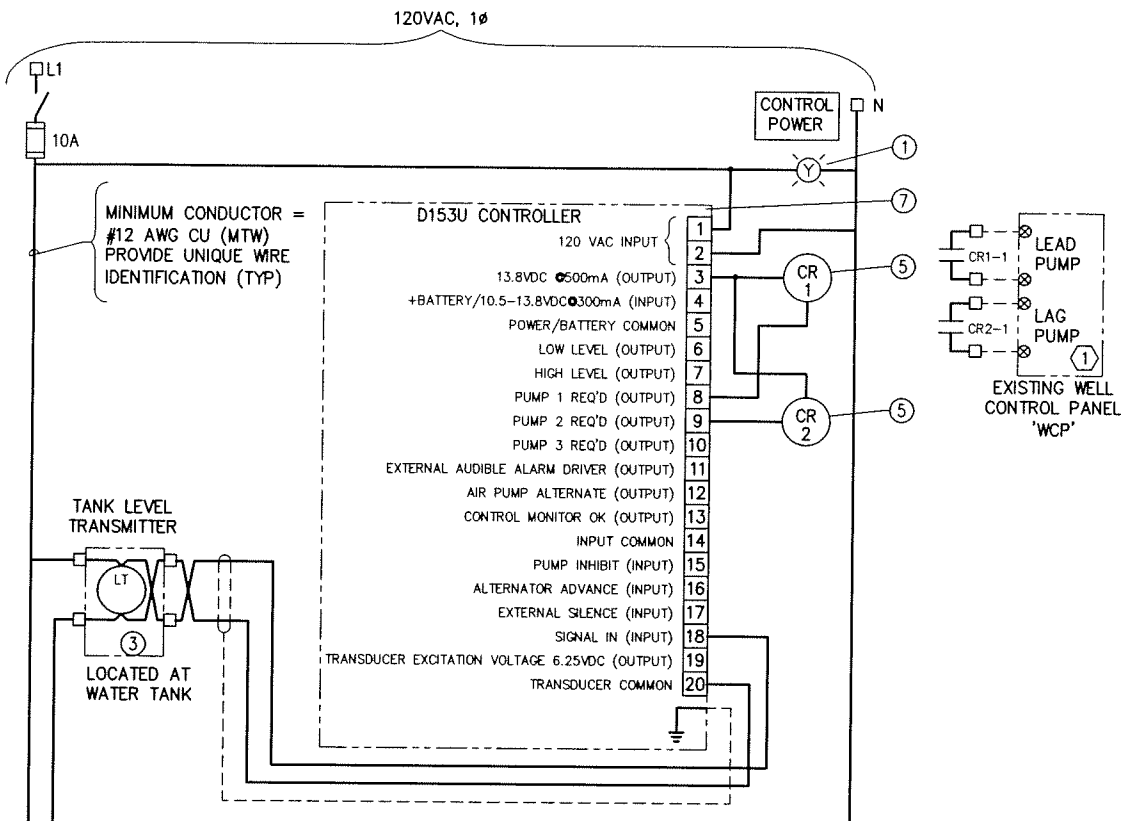 120VAC, 1ø
L1
10A
CONTROL
POWER
N
Y
1
MINIMUM CONDUCTOR =
#12 AWG CU (MTW)
PROVIDE UNIQUE WIRE
IDENTIFICATION (TYP)
D153U CONTROLLER
7
120 VAC INPUT
1
2
13.8VDC @500mA (OUTPUT) 3
+BATTERY/10.5-13.8VDC@300mA (INPUT) 4
POWER/BATTERY COMMON 5
LOW LEVEL (OUTPUT) 6
HIGH LEVEL (OUTPUT) 7
PUMP 1 REQ'D (OUTPUT) 8
PUMP 2 REQ'D (OUTPUT) 9
PUMP 3 REQ'D (OUTPUT) 10
EXTERNAL AUDIBLE ALARM DRIVER (OUTPUT) 11
AIR PUMP ALTERNATE (OUTPUT) 12
CONTROL MONITOR OK (OUTPUT) 13
INPUT COMMON 14
PUMP INHIBIT (INPUT) 15
ALTERNATOR ADVANCE (INPUT) 16
EXTERNAL SILENCE (INPUT) 17
SIGNAL IN (INPUT) 18
TRANSDUCER EXCITATION VOLTAGE 6.25VDC (OUTPUT) 19
TRANSDUCER COMMON 20
CR
1
5
CR
2
5
CR1-1
LEAD
PUMP
CR2-1
LAG
PUMP
1
EXISTING WELL
CONTROL PANEL
'WCP'
TANK LEVEL
TRANSMITTER
LT
3
LOCATED AT
WATER TANK